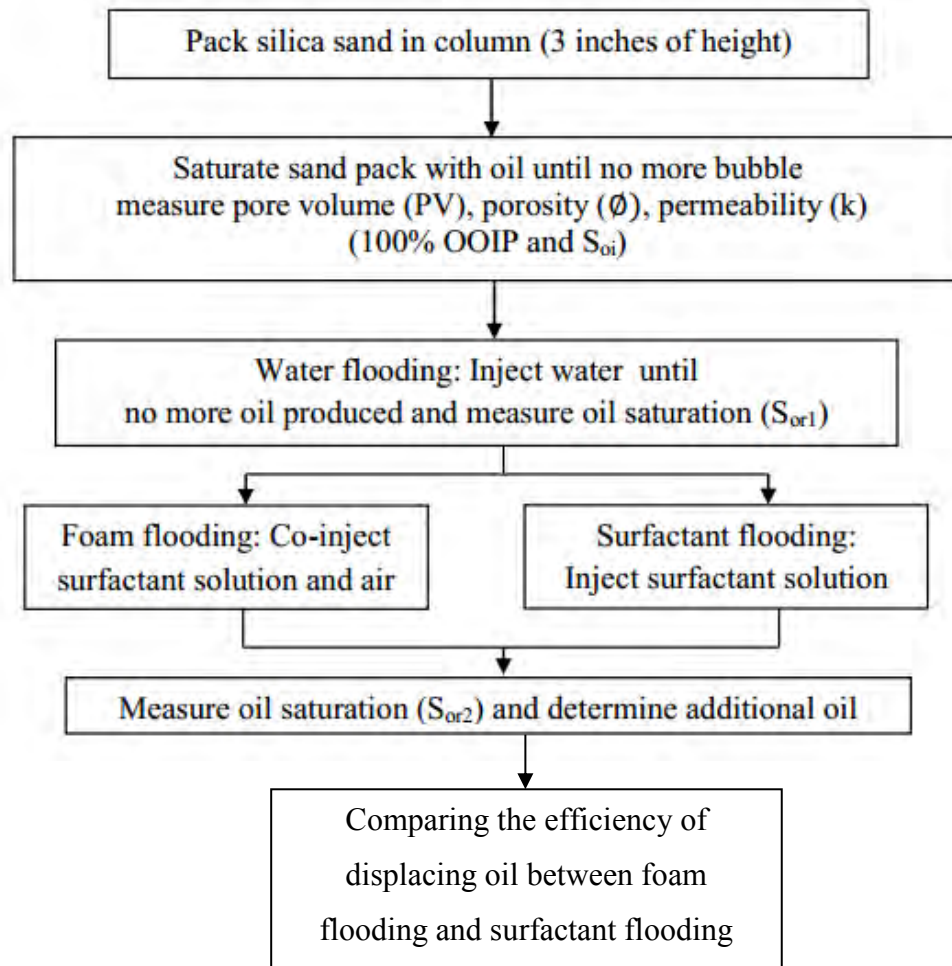 Pack silica sand in column (3 inches of height)
Saturate sand pack with oil until no more bubble
measure pore volume (PV), porosity (∅), permeability (k)
(100% OOIP and Soi)
Water flooding: Inject water until
no more oil produced and measure oil saturation (Sor1)
Foam flooding: Co-inject
surfactant solution and air
Surfactant flooding:
Inject surfactant solution
Measure oil saturation (Sor2) and determine additional oil
Comparing the efficiency of
displacing oil between foam
flooding and surfactant flooding